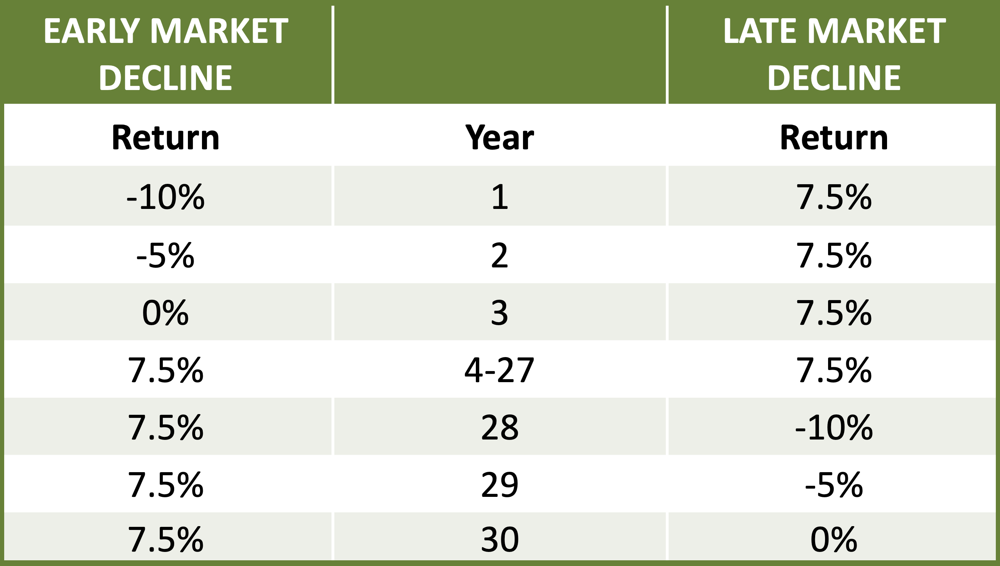 EARLY MARKET
DECLINE
LATE MARKET
DECLINE
Return Year Return
-10% 1 7.5%
-5% 2 7.5%
0% 3 7.5%
7.5% 4-27 7.5%
7.5% 28 -10%
7.5% 29 -5%
7.5% 30 0%